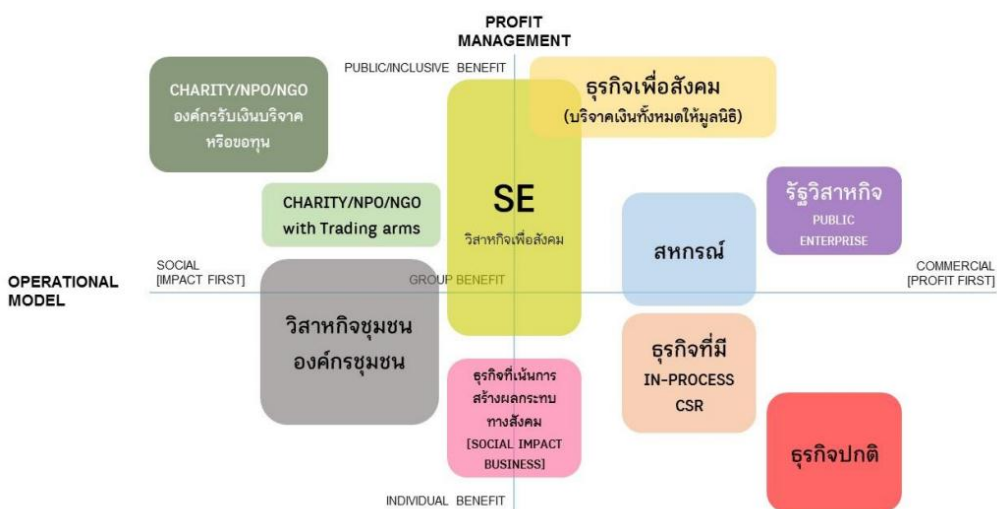 PROFIT
MANAGEMENT
PUBLIC/INCLUSIVE BENEFIT
CHARITY/NPO/NGO
องค์กรรับเงินบริจาค
หรือขอทุน
ธุรกิจเพื่อสังคม
(บริจาคเงินทั้งหมดให้มูลนิธิ)
CHARITY/NPO/NGO
with Trading arms
SE
วิสาหกิจเพื่อสังคม
สหกรณ์
รัฐวิสาหกิจ
PUBLIC
ENTERPRISE
OPERATIONAL
MODEL
SOCIAL
[IMPACT FIRST]
GROUP BENEFIT
COMMERCIAL
[PROFIT FIRST]
วิสาหกิจชุมชน
องค์กรชุมชน
ธุรกิจที่เน้นการ
สร้างผลกระทบ
ทางสังคม
[SOCIAL IMPACT
BUSINESS]
ธุรกิจที่มี
IN-PROCESS
CSR
ธุรกิจปกติ
INDIVIDUAL BENEFIT